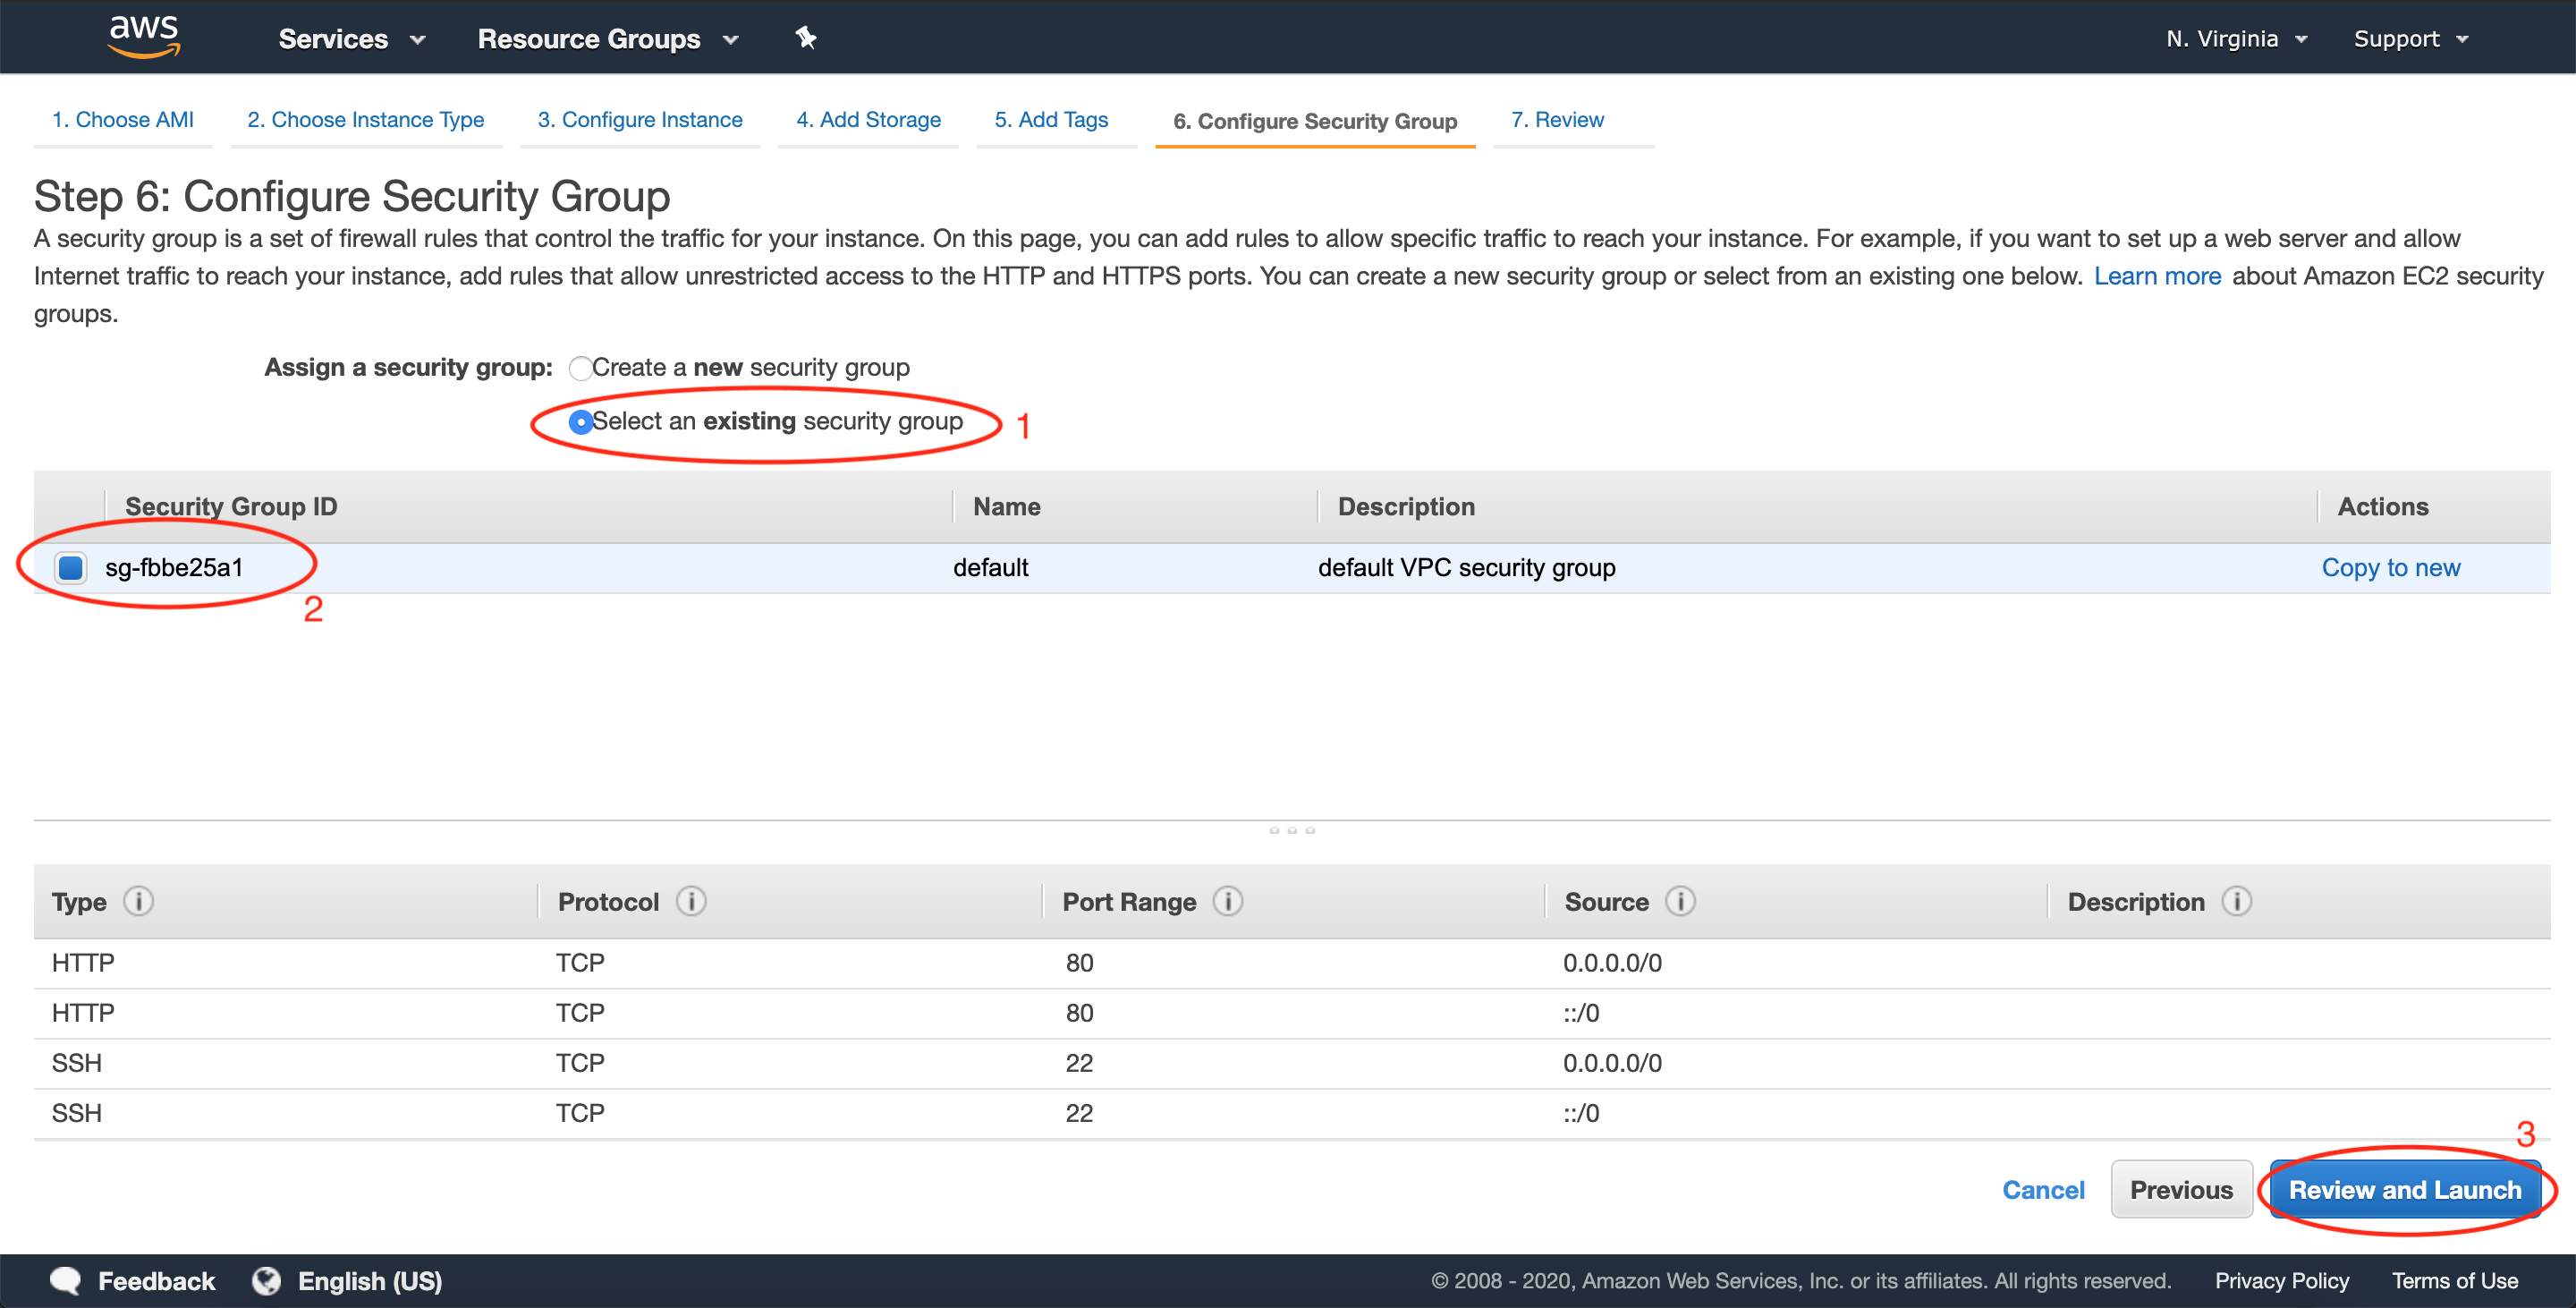 aws Services Resource Groups N. Virginia Support
1. Choose AMI 2. Choose Instance Type 3. Configure Instance 4. Add Storage 5. Add Tags 6. Configure Security Group 7. Review
Step 6: Configure Security Group
A security group is a set of firewall rules that control the traffic for your instance. On this page, you can add rules to allow specific traffic to reach your instance. For example, if you want to set up a web server and allow
Internet traffic to reach your instance, add rules that allow unrestricted access to the HTTP and HTTPS ports. You can create a new security group or select from an existing one below. Learn more about Amazon EC2 security
groups.
Assign a security group: Create a new security group
Select an existing security group 1
Security Group ID Name Description Actions
sg-fbbe25a1 default default VPC security group Copy to new
2
Type i Protocol i Port Range i Source i Description i
HTTP TCP 80 0.0.0.0/0
HTTP TCP 80 ::/0
SSH TCP 22 0.0.0.0/0
SSH TCP 22 ::/0
3
Cancel Previous Review and Launch
Feedback English (US) © 2008 - 2020, Amazon Web Services, Inc. or its affiliates. All rights reserved. Privacy Policy Terms of Use